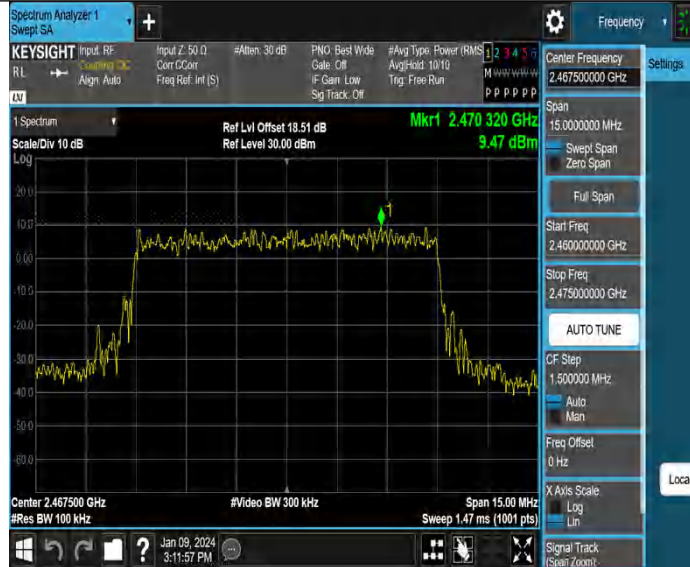 Spectrum Analyzer 1
Swept SA
Frequency
KEYSIGHT
Input: RF
Input Z: 50 Ω
#Atten: 30 dB
PNO: Best Wide
#Avg Type: Power (RMS
1 2 3 4 5 6
RL
Coupling: DC
Corr CCorr
Gate: Off
Avg|Hold: 10/10
M W W W W W
Align: Auto
Freq Ref: Int (S)
IF Gain: Low
Trig: Free Run
P P P P P P
Sig Track: Off
LXI
Center Frequency
2.467500000 GHz
Settings
Span
15.0000000 MHz
Swept Span
Zero Span
Full Span
Start Freq
2.460000000 GHz
Stop Freq
2.475000000 GHz
AUTO TUNE
CF Step
1.500000 MHz
Auto
Man
Freq Offset
0 Hz
X Axis Scale
Log
Lin
Signal Track
(Span Zoom)
Loca
1 Spectrum
Ref Lvl Offset 18.51 dB
Mkr1 2.470 320 GHz
Scale/Div 10 dB
Ref Level 30.00 dBm
9.47 dBm
Log
20.0
10.0
0.00
-10.0
-20.0
-30.0
-40.0
-50.0
-60.0
1
Center 2.467500 GHz
#Video BW 300 kHz
Span 15.00 MHz
#Res BW 100 kHz
Sweep 1.47 ms (1001 pts)
?
Jan 09, 2024
3:11:57 PM